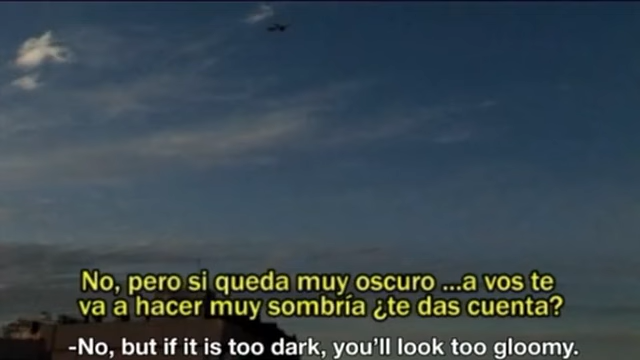 No, pero si queda muy oscuro ...a vos te
va a hacer muy sombría ¿te das cuenta?
-No, but if it is too dark, you'll look too gloomy.